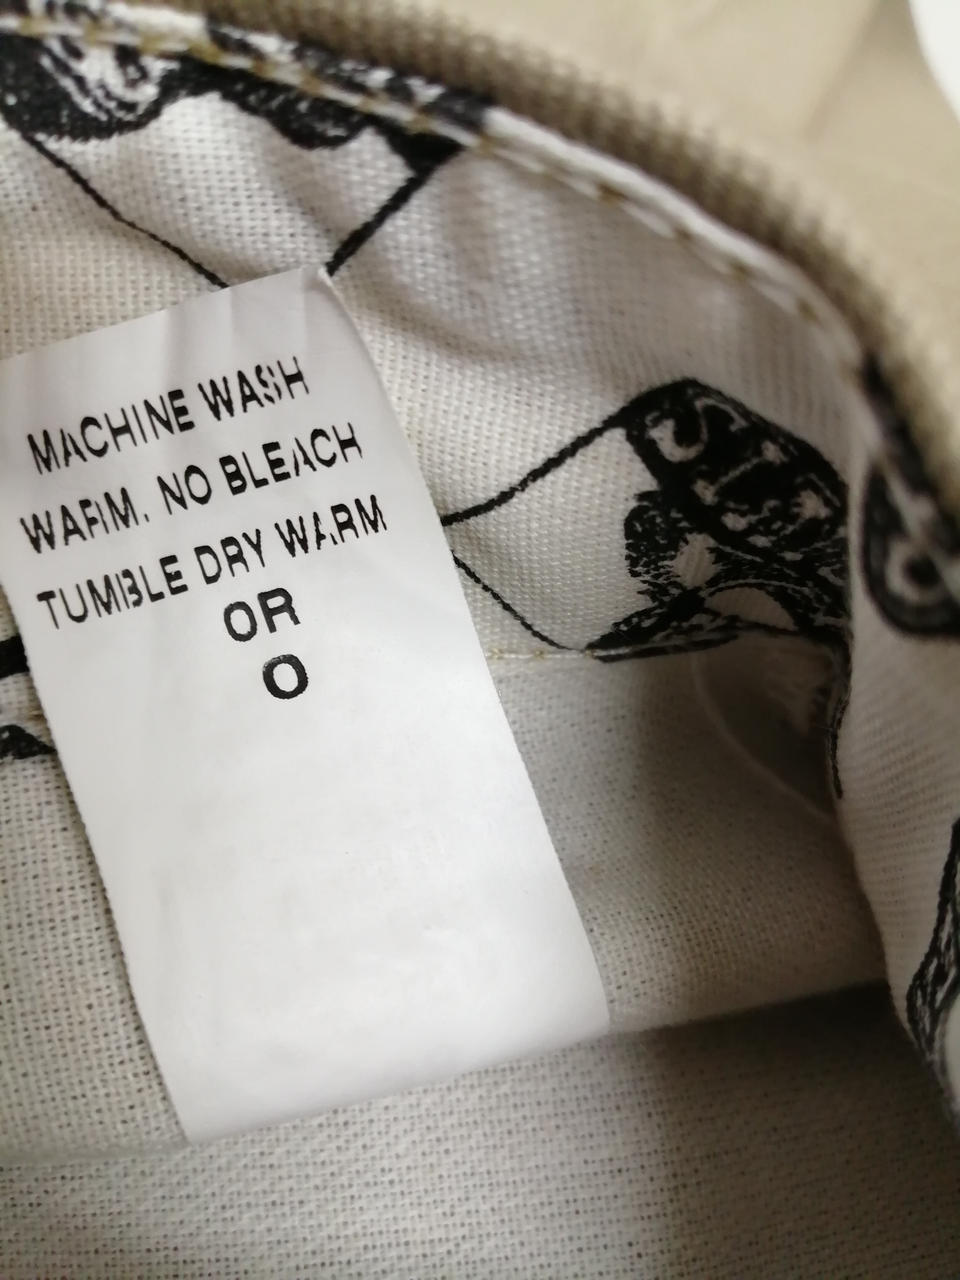 MACHINE WASH
WARM. NO BLEACH
TUMBLE DRY WARM
OR
O